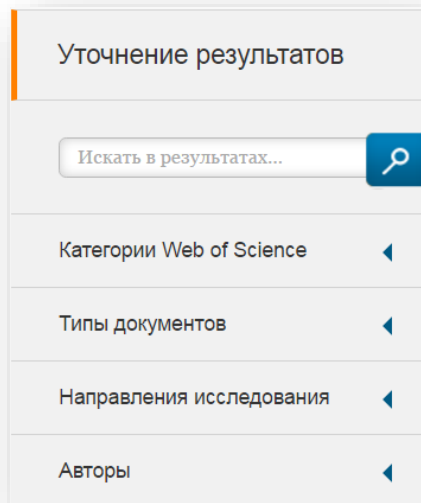 Уточнение результатов
Искать в результатах...
Категории Web of Science
Типы документов
Направления исследования
Авторы